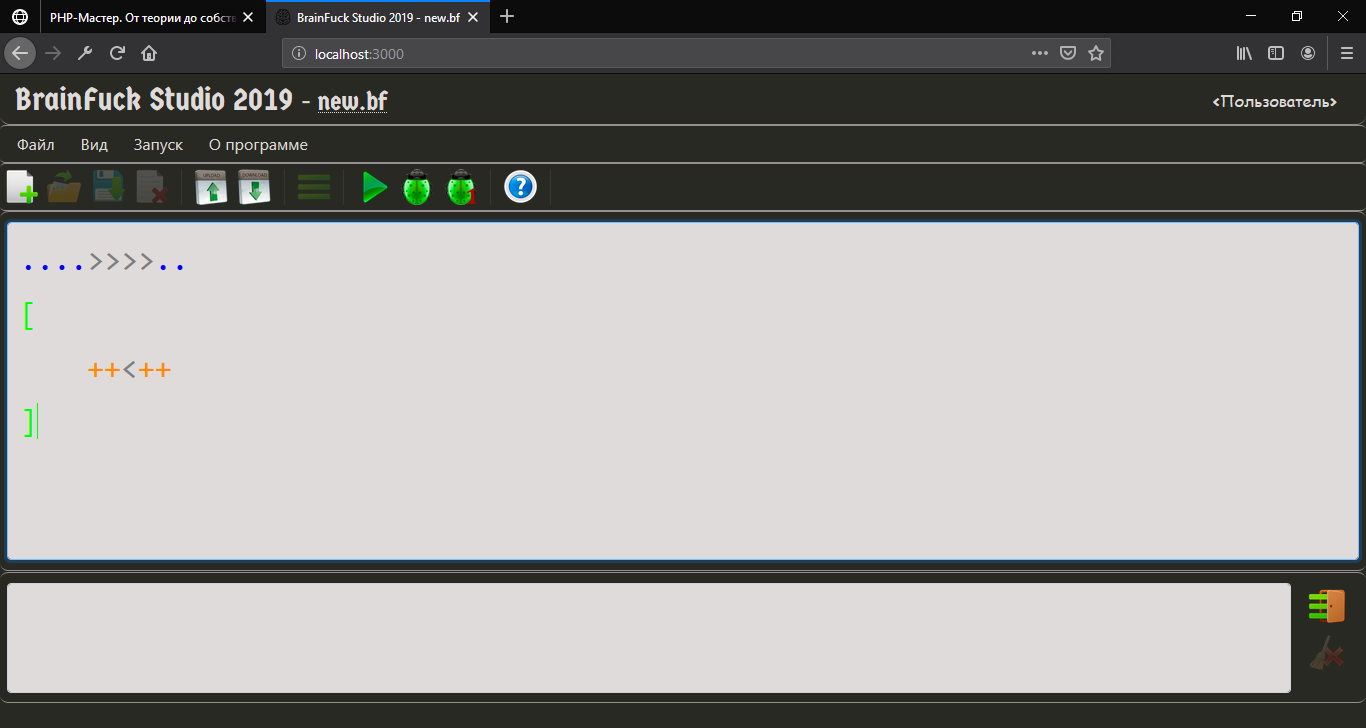 PHP-Мастер. От теории до собств
BrainFuck Studio 2019 - new.bf
localhost:3000
BrainFuck Studio 2019 - new.bf
<Пользователь>
Файл Вид Запуск О программе
UPLOAD DOWNLOAD
1
?
....>>>>..
[
++<++
]